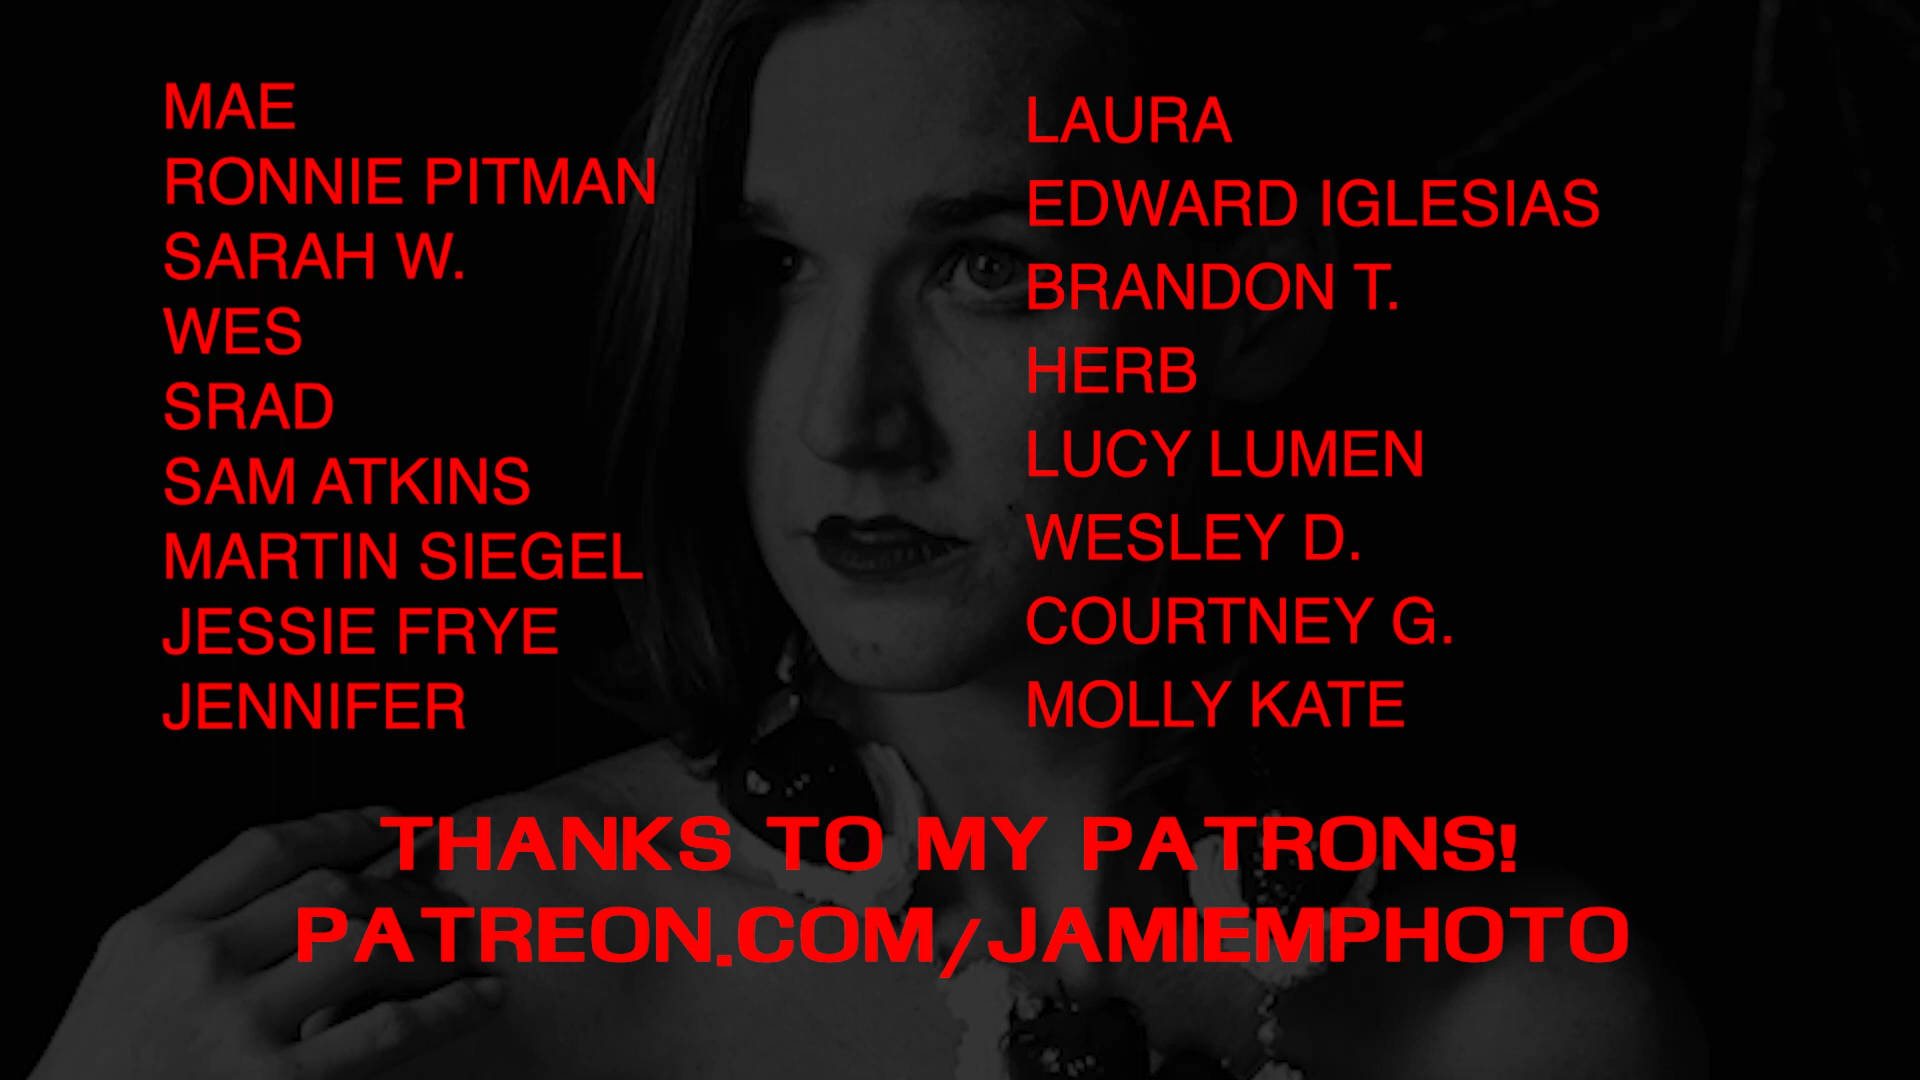 MAE
RONNIE PITMAN
SARAH W.
WES
SRAD
SAM ATKINS
MARTIN SIEGEL
JESSIE FRYE
JENNIFER
LAURA
EDWARD IGLESIAS
BRANDON T.
HERB
LUCY LUMEN
WESLEY D.
COURTNEY G.
MOLLY KATE
THANKS TO MY PATRONS!
PATREON.COM/JAMIEMPHOTO